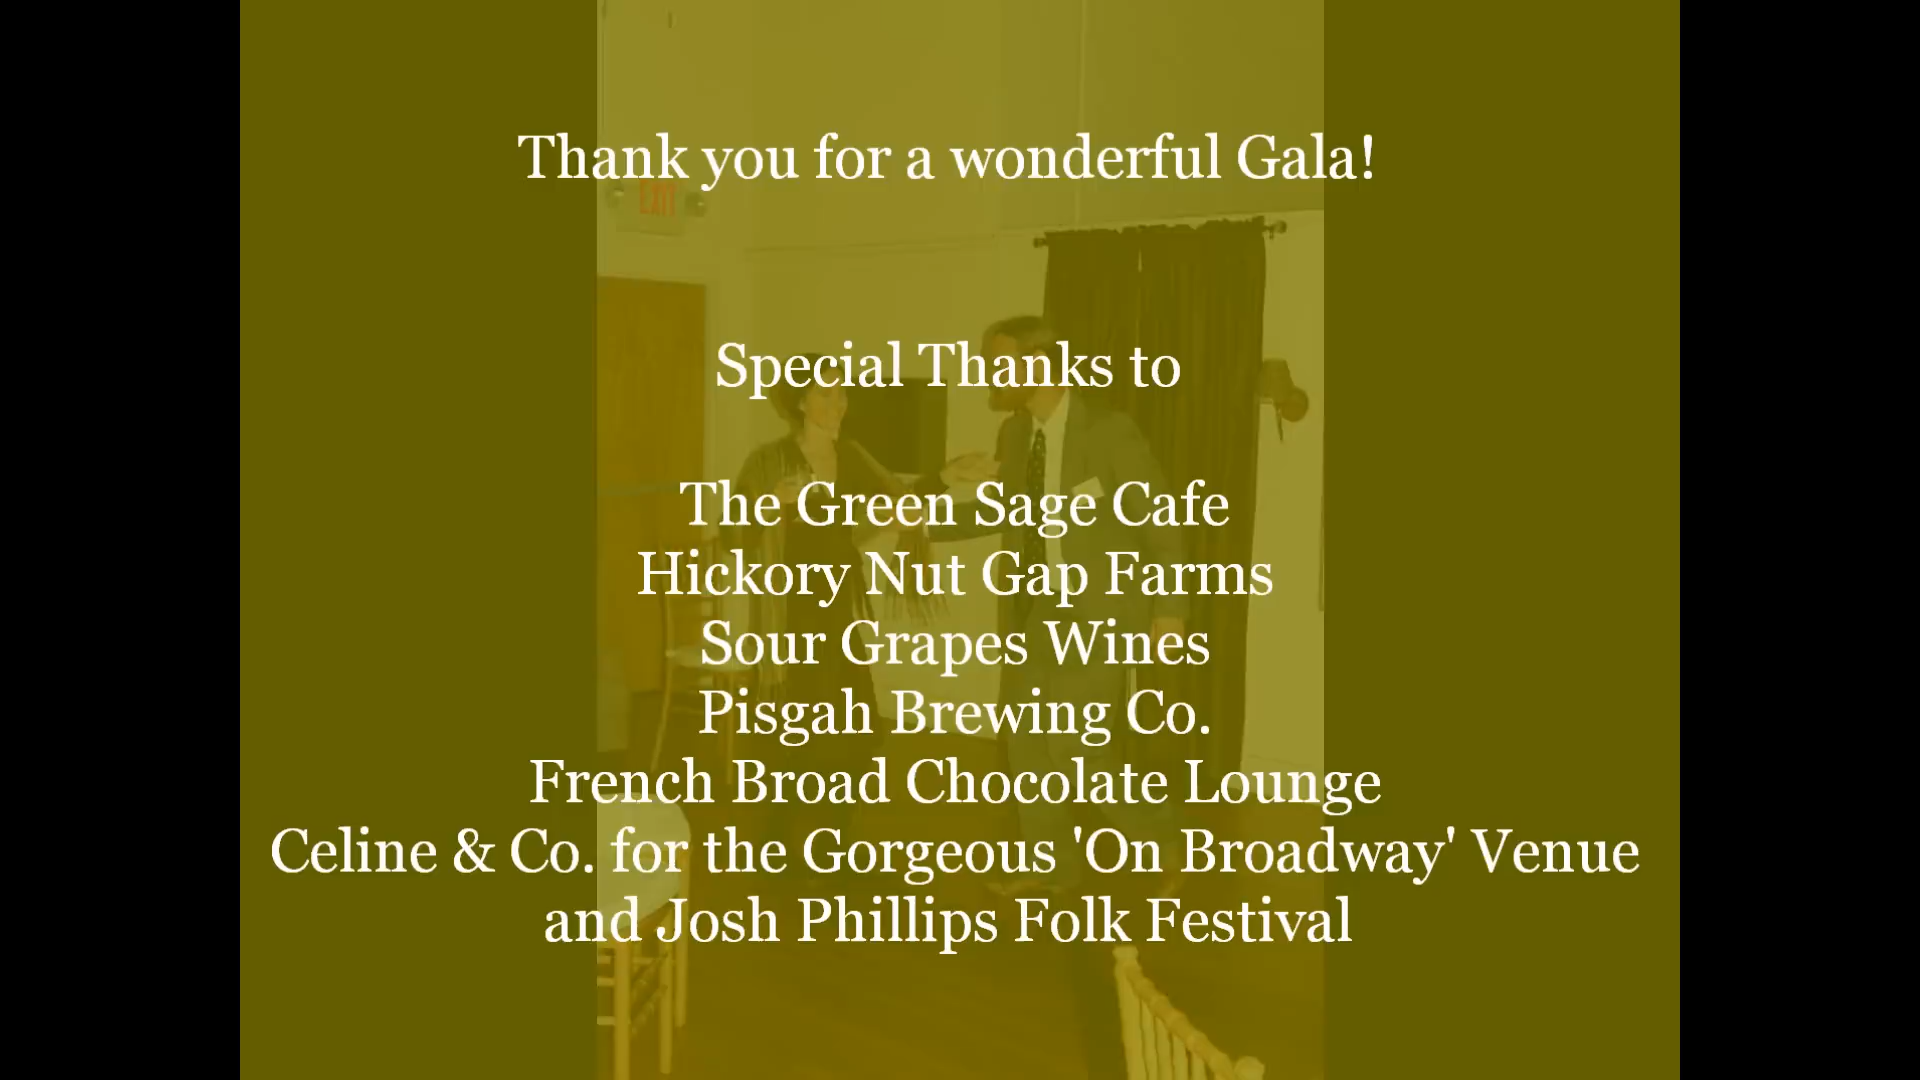 Thank you for a wonderful Gala!
EXIT
Special Thanks to
The Green Sage Cafe
Hickory Nut Gap Farms
Sour Grapes Wines
Pisgah Brewing Co.
French Broad Chocolate Lounge
Celine & Co. for the Gorgeous 'On Broadway' Venue
and Josh Phillips Folk Festival